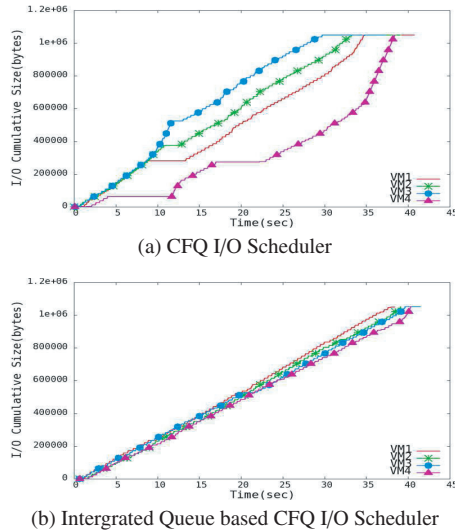 1.2e+06
1e+06
800000
600000
400000
200000
0
0 5 10 15 20 25 30 35 40 45
I/O Cumulative Size(bytes)
Time(sec)
VM1
VM2
VM3
VM4
(a) CFQ I/O Scheduler
1.2e+06
1e+06
800000
600000
400000
200000
0
0 5 10 15 20 25 30 35 40 45
I/O Cumulative Size(bytes)
Time(sec)
VM1
VM2
VM3
VM4
(b) Intergrated Queue based CFQ I/O Scheduler